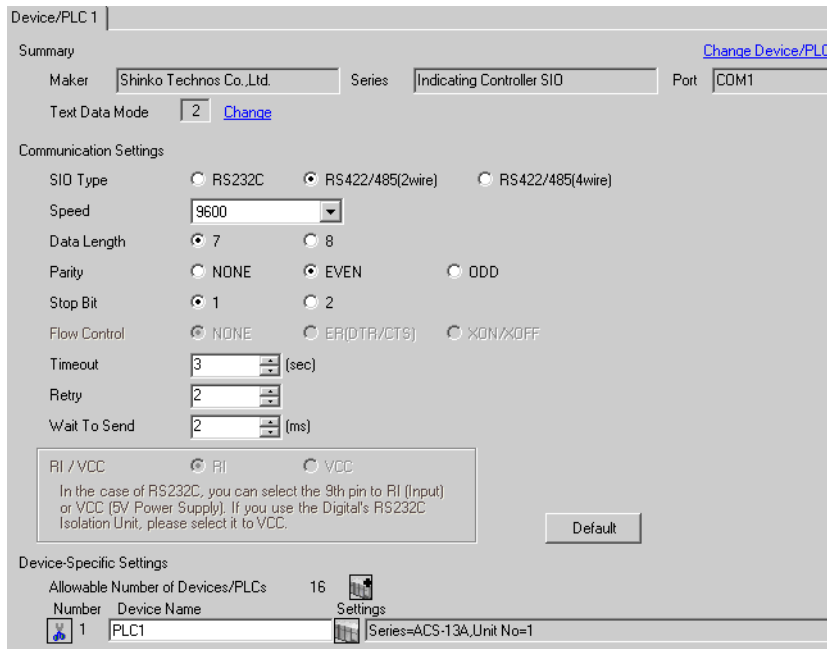 Device/PLC 1
Summary Change Device/PLC
Maker Shinko Technos Co.,Ltd. Series Indicating Controller SIO Port COM1
Text Data Mode 2 Change
Communication Settings
SIO Type RS232C RS422/485(2wire) RS422/485(4wire)
Speed 9600
Data Length 7 8
Parity NONE EVEN ODD
Stop Bit 1 2
Flow Control NONE ER(DTR/CTS) XON/XOFF
Timeout 3 (sec)
Retry 2
Wait To Send 2 (ms)
RI / VCC RI VCC
In the case of RS232C, you can select the 9th pin to RI (Input)
or VCC (5V Power Supply). If you use the Digital's RS232C
Isolation Unit, please select it to VCC.
Default
Device-Specific Settings
Allowable Number of Devices/PLCs 16
Number Device Name Settings
1 PLC1 Series=ACS-13A,Unit No=1